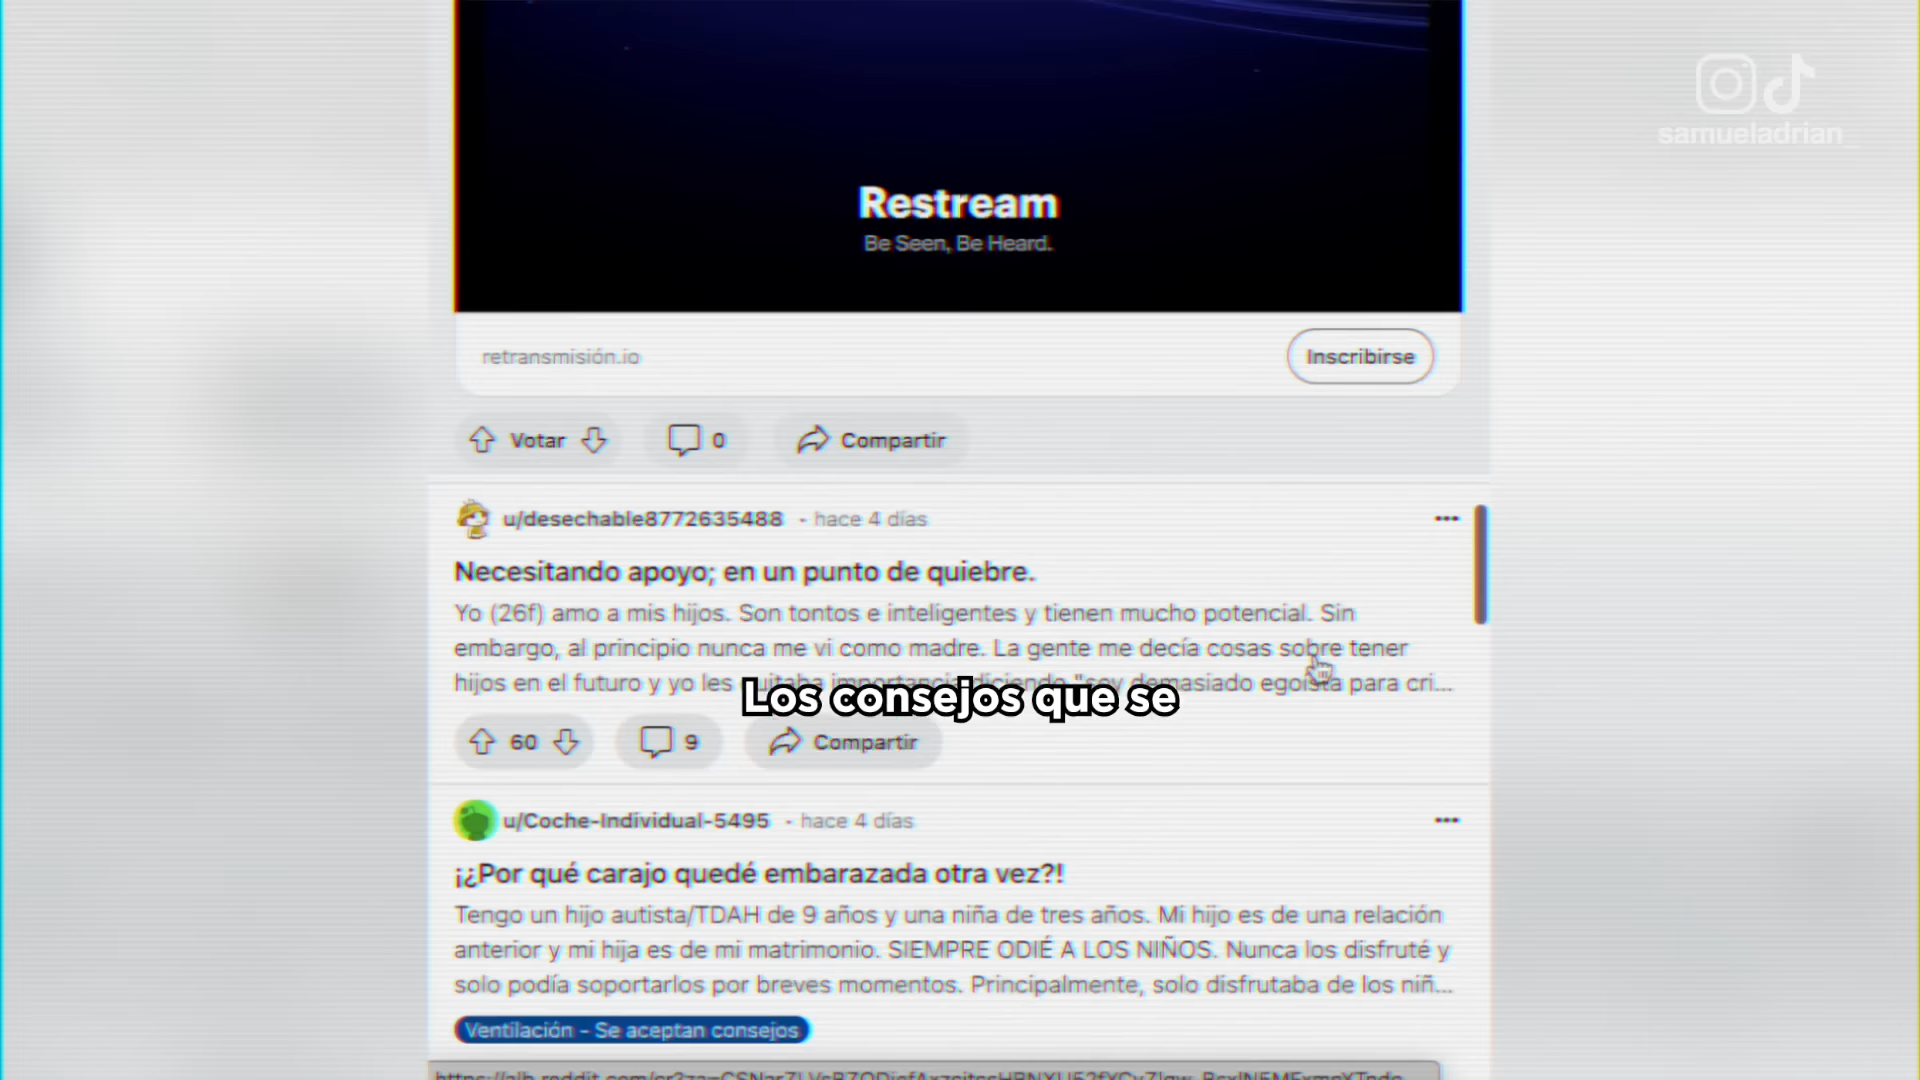 samueladrian_
Restream
Be Seen, Be Heard.
retransmisión.io
Inscribirse
Votar
0
Compartir
u/desechable8772635488 - hace 4 días
Necesitando apoyo; en un punto de quiebre.
Yo (26f) amo a mis hijos. Son tontos e inteligentes y tienen mucho potencial. Sin
embargo, al principio nunca me vi como madre. La gente me decía cosas sobre tener
hijos en el futuro y yo les quitaba importancia diciendo "soy demasiado egoísta para cri...
Los consejos que se
60
9
Compartir
u/Coche-Individual-5495 - hace 4 días
¡¿Por qué carajo quedé embarazada otra vez?!
Tengo un hijo autista/TDAH de 9 años y una niña de tres años. Mi hijo es de una relación
anterior y mi hija es de mi matrimonio. SIEMPRE ODIÉ A LOS NIÑOS. Nunca los disfruté y
solo podía soportarlos por breves momentos. Principalmente, solo disfrutaba de los niñ...
Ventilación - Se aceptan consejos